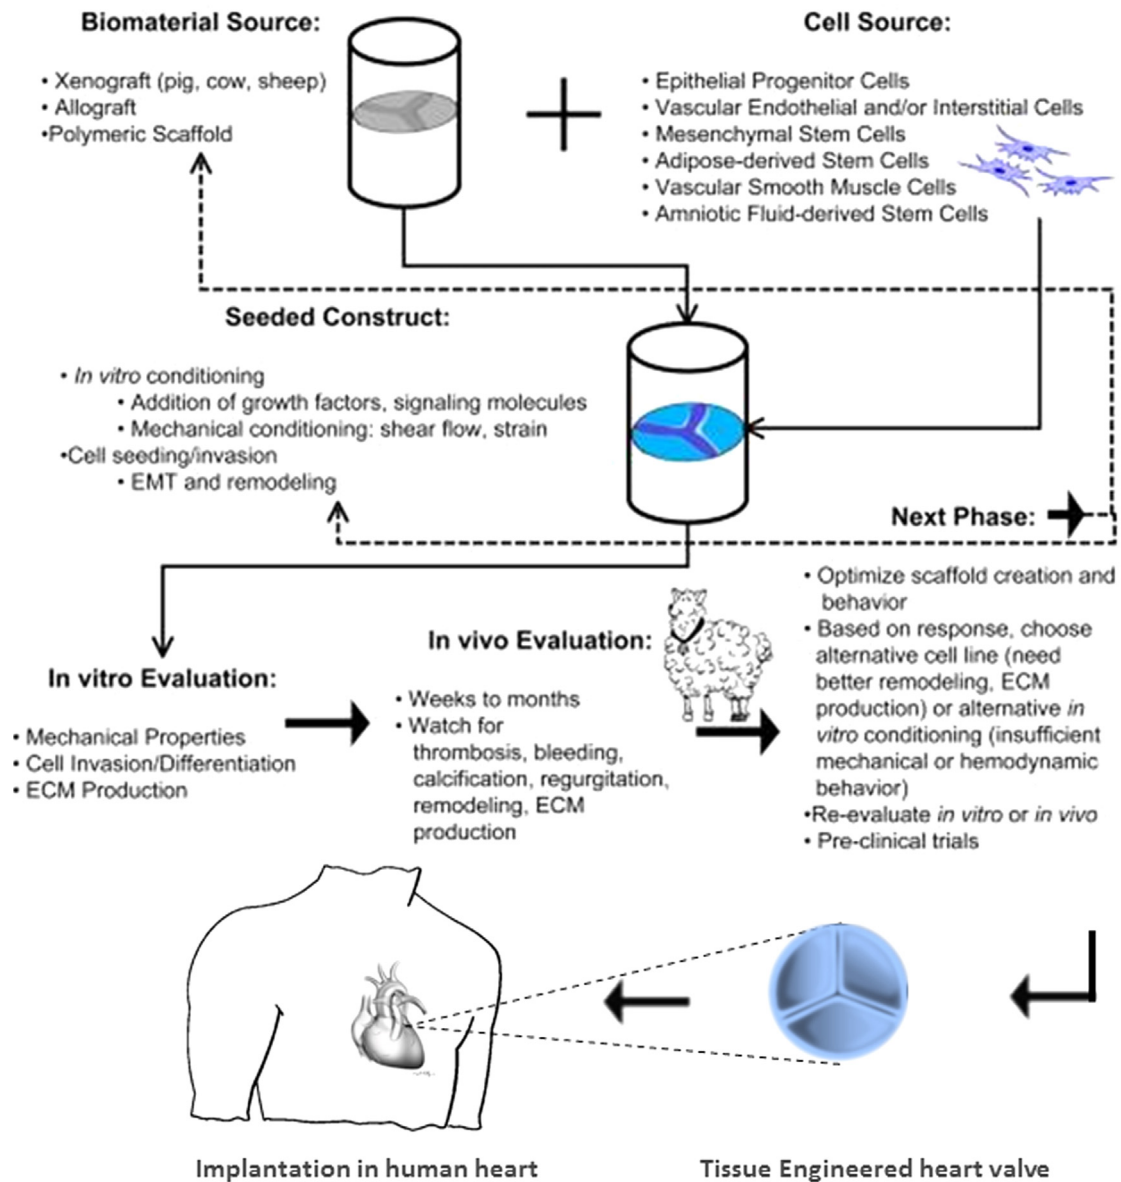 Biomaterial Source:
• Xenograft (pig, cow, sheep)
• Allograft
•Polymeric Scaffold
Cell Source:
• Epithelial Progenitor Cells
• Vascular Endothelial and/or Interstitial Cells
• Mesenchymal Stem Cells
• Adipose-derived Stem Cells
• Vascular Smooth Muscle Cells
• Amniotic Fluid-derived Stem Cells
Seeded Construct:
• In vitro conditioning
• Addition of growth factors, signaling molecules
• Mechanical conditioning: shear flow, strain
•Cell seeding/invasion
• EMT and remodeling
In vitro Evaluation:
• Mechanical Properties
• Cell Invasion/Differentiation
• ECM Production
In vivo Evaluation:
• Weeks to months
• Watch for
thrombosis, bleeding,
calcification, regurgitation,
remodeling, ECM
production
Next Phase:
• Optimize scaffold creation and
behavior
• Based on response, choose
alternative cell line (need
better remodeling, ECM
production) or alternative in
vitro conditioning (insufficient
mechanical or hemodynamic
behavior)
•Re-evaluate in vitro or in vivo
• Pre-clinical trials
Implantation in human heart
Tissue Engineered heart valve